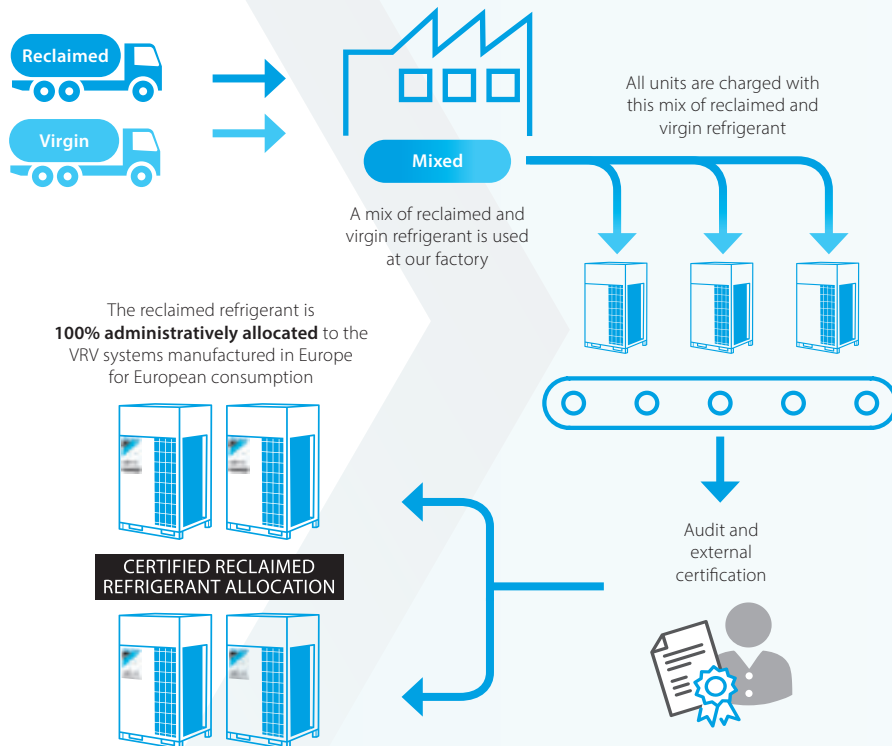 Reclaimed
Virgin
Mixed
A mix of reclaimed and
virgin refrigerant is used
at our factory
All units are charged with
this mix of reclaimed and
virgin refrigerant
The reclaimed refrigerant is
100% administratively allocated to the
VRV systems manufactured in Europe
for European consumption
CERTIFIED RECLAIMED
REFRIGERANT ALLOCATION
Audit and
external
certification